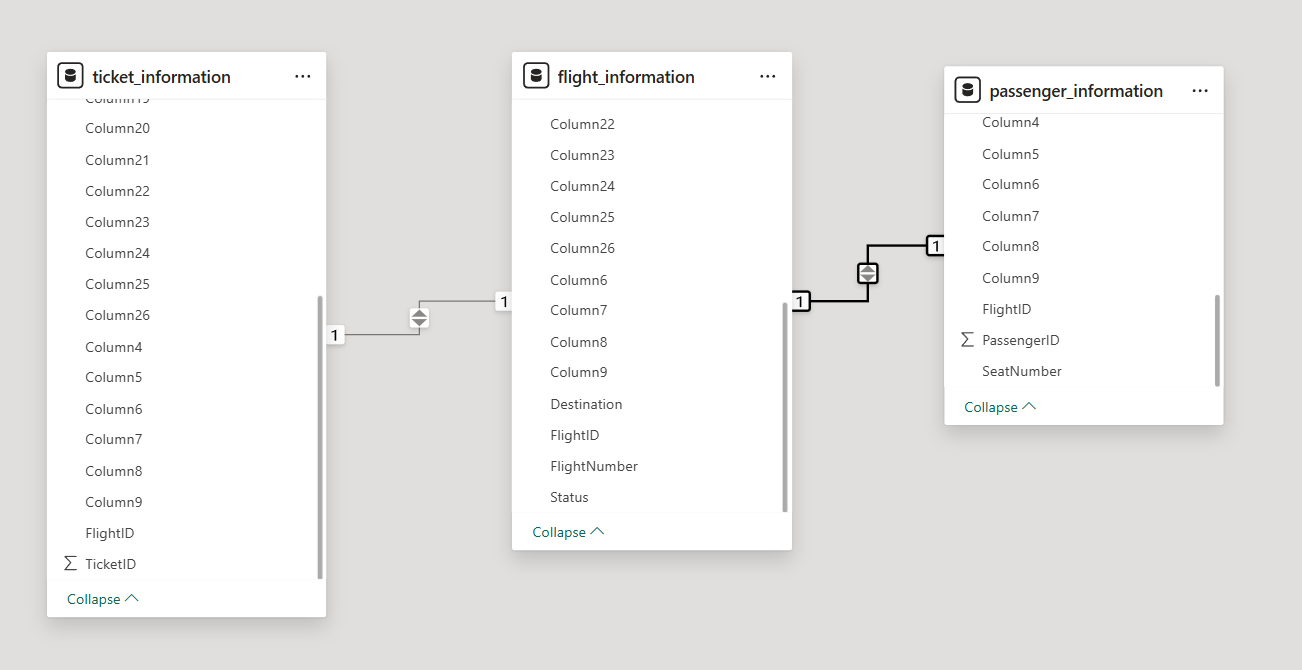 ticket_information
Column19
Column20
Column21
Column22
Column23
Column24
Column25
Column26
Column4
Column5
Column6
Column7
Column8
Column9
FlightID
TicketID
Collapse
1
1
flight_information
Column22
Column23
Column24
Column25
Column26
Column6
Column7
Column8
Column9
Destination
FlightID
FlightNumber
Status
Collapse
1
1
passenger_information
Column4
Column5
Column6
Column7
Column8
Column9
FlightID
PassengerID
SeatNumber
Collapse